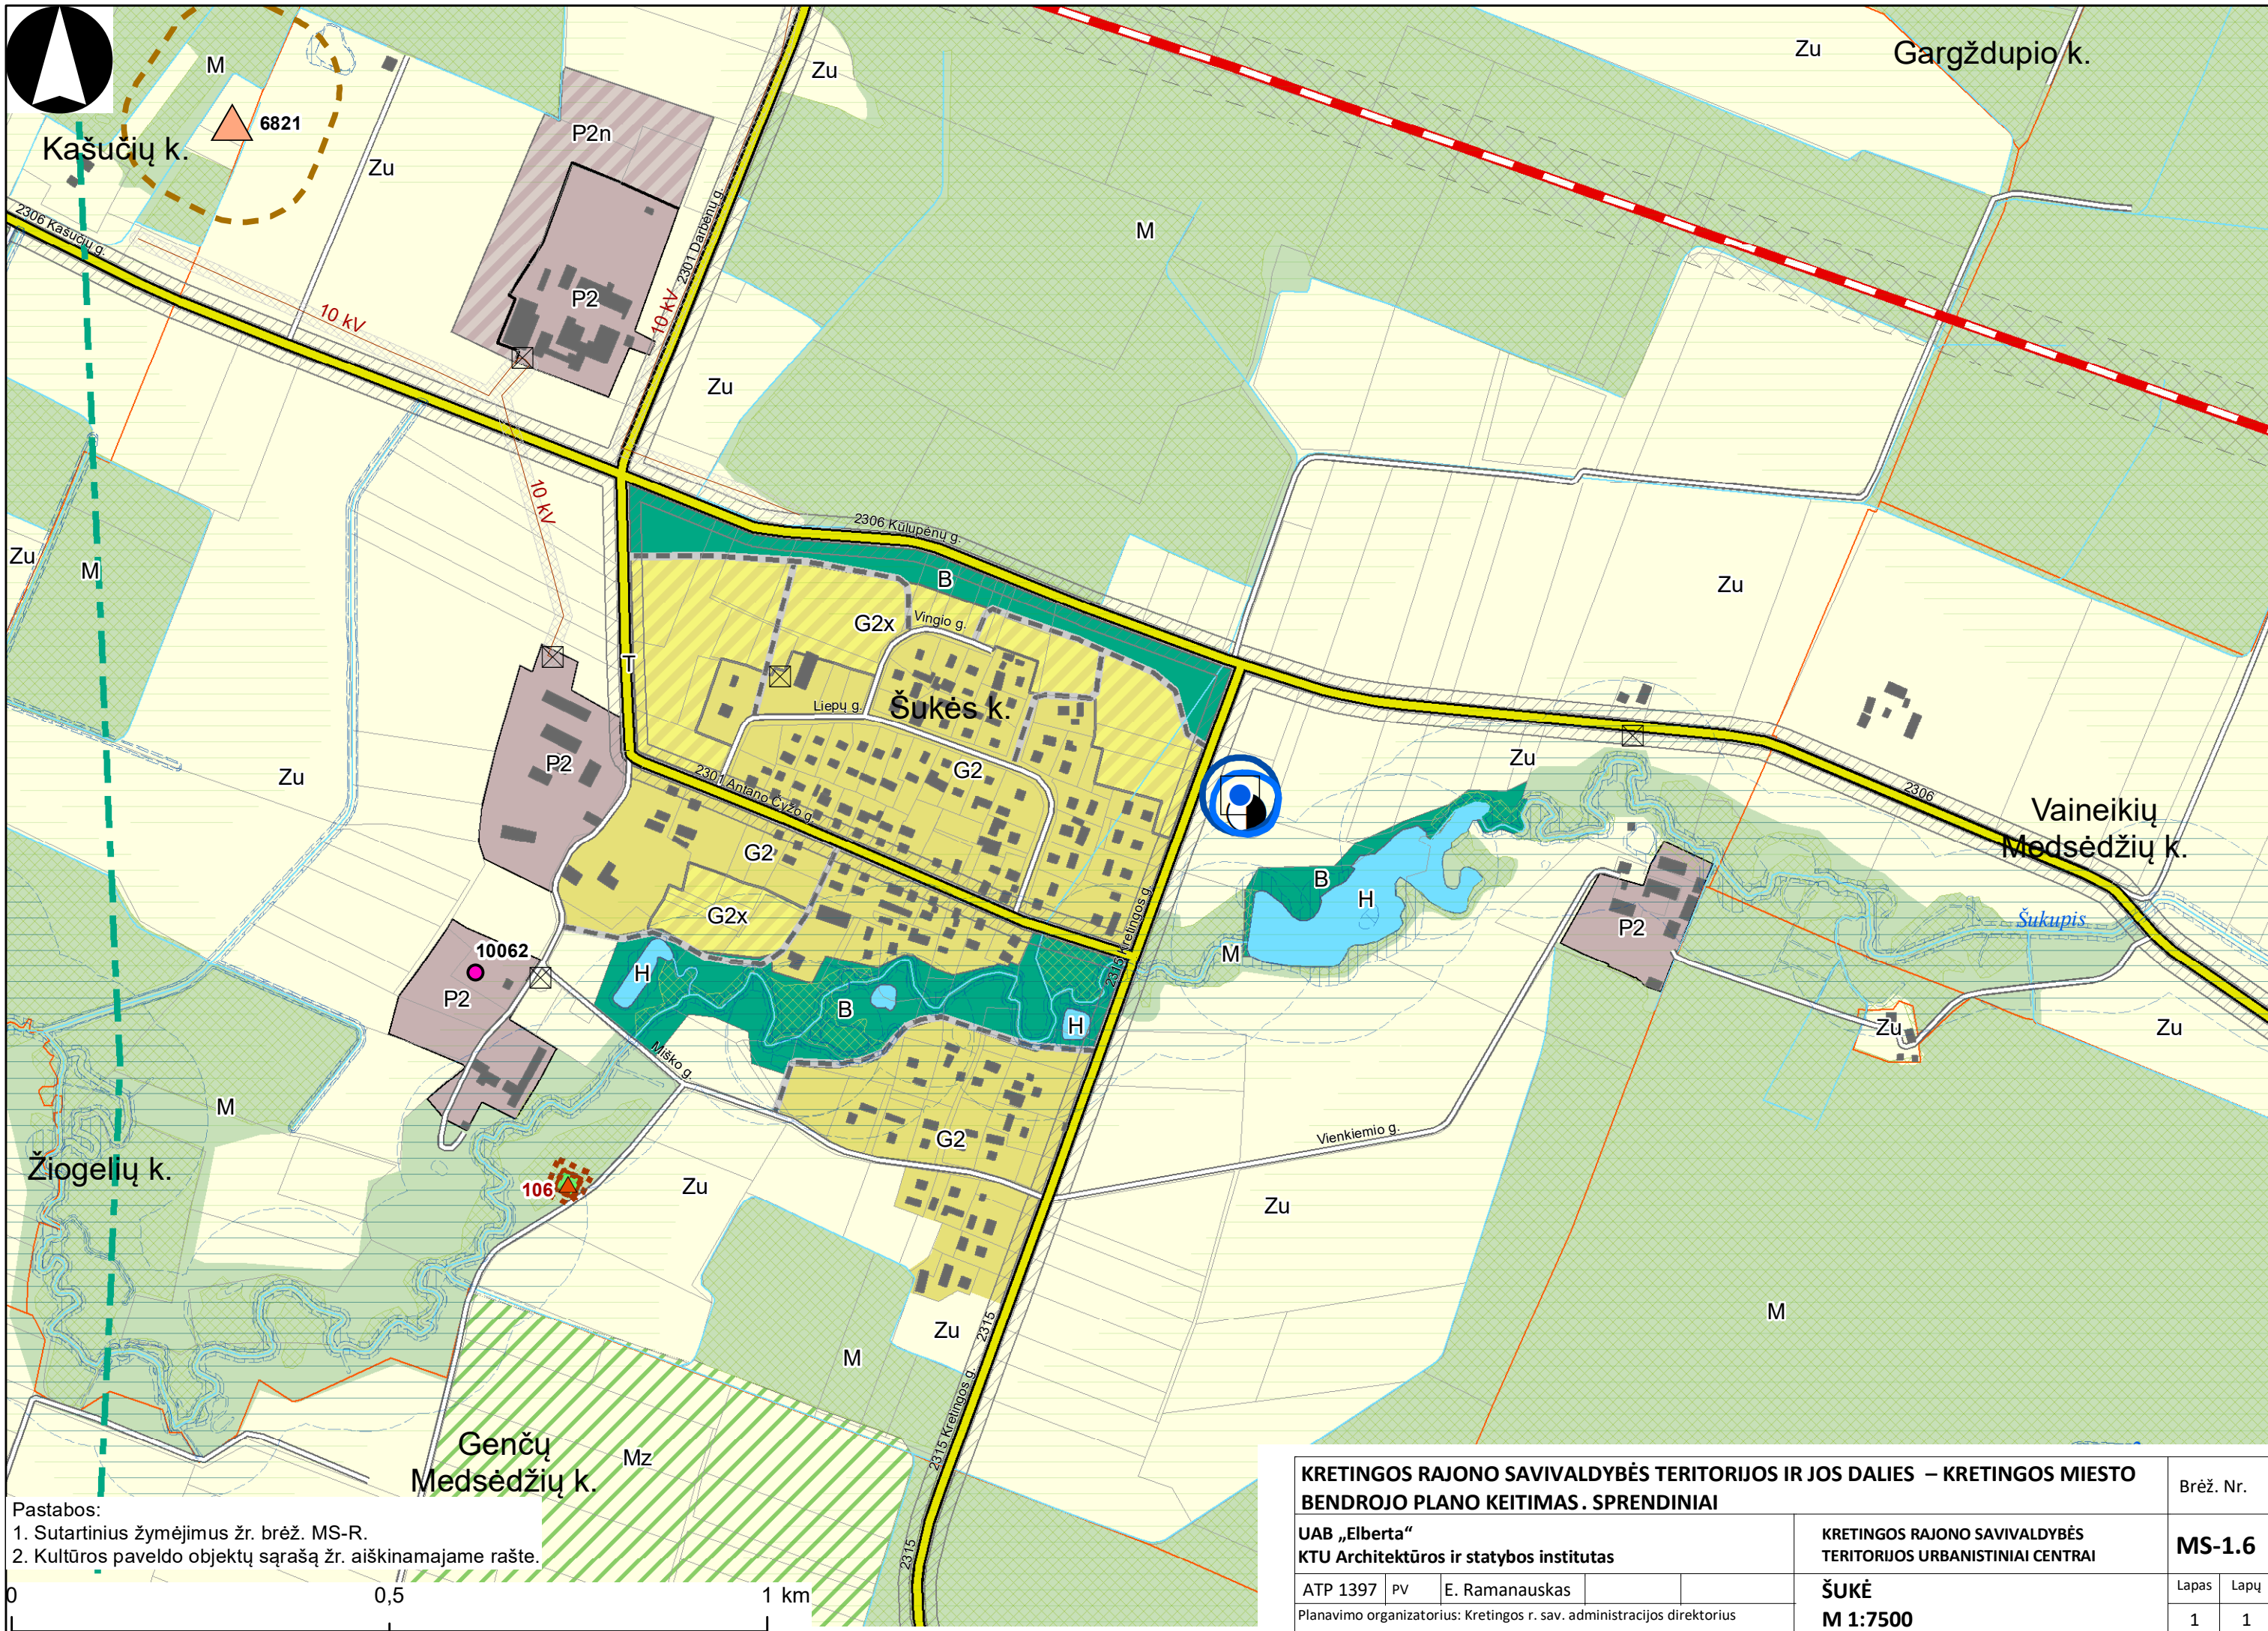 Gargždupio k.
Zu
M
Zu
6821
P2n
Kašučių k.
Zu
2306 Kašučių g.
2301 Darbėnų g.
M
P2
10 kV
10 kV
Zu
10 kV
2306 Kūlupėnų g.
Zu
M
B
Zu
G2x
Vingio g.
T
Liepų g.
Šukės k.
P2
G2
Zu
Zu
2301 Antano Čyžo g.
2306
Vaineikių
Medsėdžių k.
G2
B
H
G2x
2315 Kretingos g.
P2
Šukupis
10062
M
H
P2
B
H
Zu
Zu
Miško g.
M
G2
Vienkiemio g.
Žiogelių k.
106
Zu
Zu
M
Zu
2315
M
2315 Kretingos g.
Genčų
Medsėdžių k.
Mz
2315
Pastabos:
1. Sutartinius žymėjimus žr. brėž. MS-R.
2. Kultūros paveldo objektų sąrašą žr. aiškinamajame rašte.
0 0,5 1 km
KRETINGOS RAJONO SAVIVALDYBĖS TERITORIJOS IR JOS DALIES – KRETINGOS MIESTO
BENDROJO PLANO KEITIMAS. SPRENDINIAI
Brėž. Nr.
UAB „Elberta“
KTU Architektūros ir statybos institutas
KRETINGOS RAJONO SAVIVALDYBĖS
TERITORIJOS URBANISTINIAI CENTRAI
MS-1.6
ATP 1397 PV E. Ramanauskas
Planavimo organizatorius: Kretingos r. sav. administracijos direktorius
ŠUKĖ
M 1:7500
Lapas Lapų
1 1